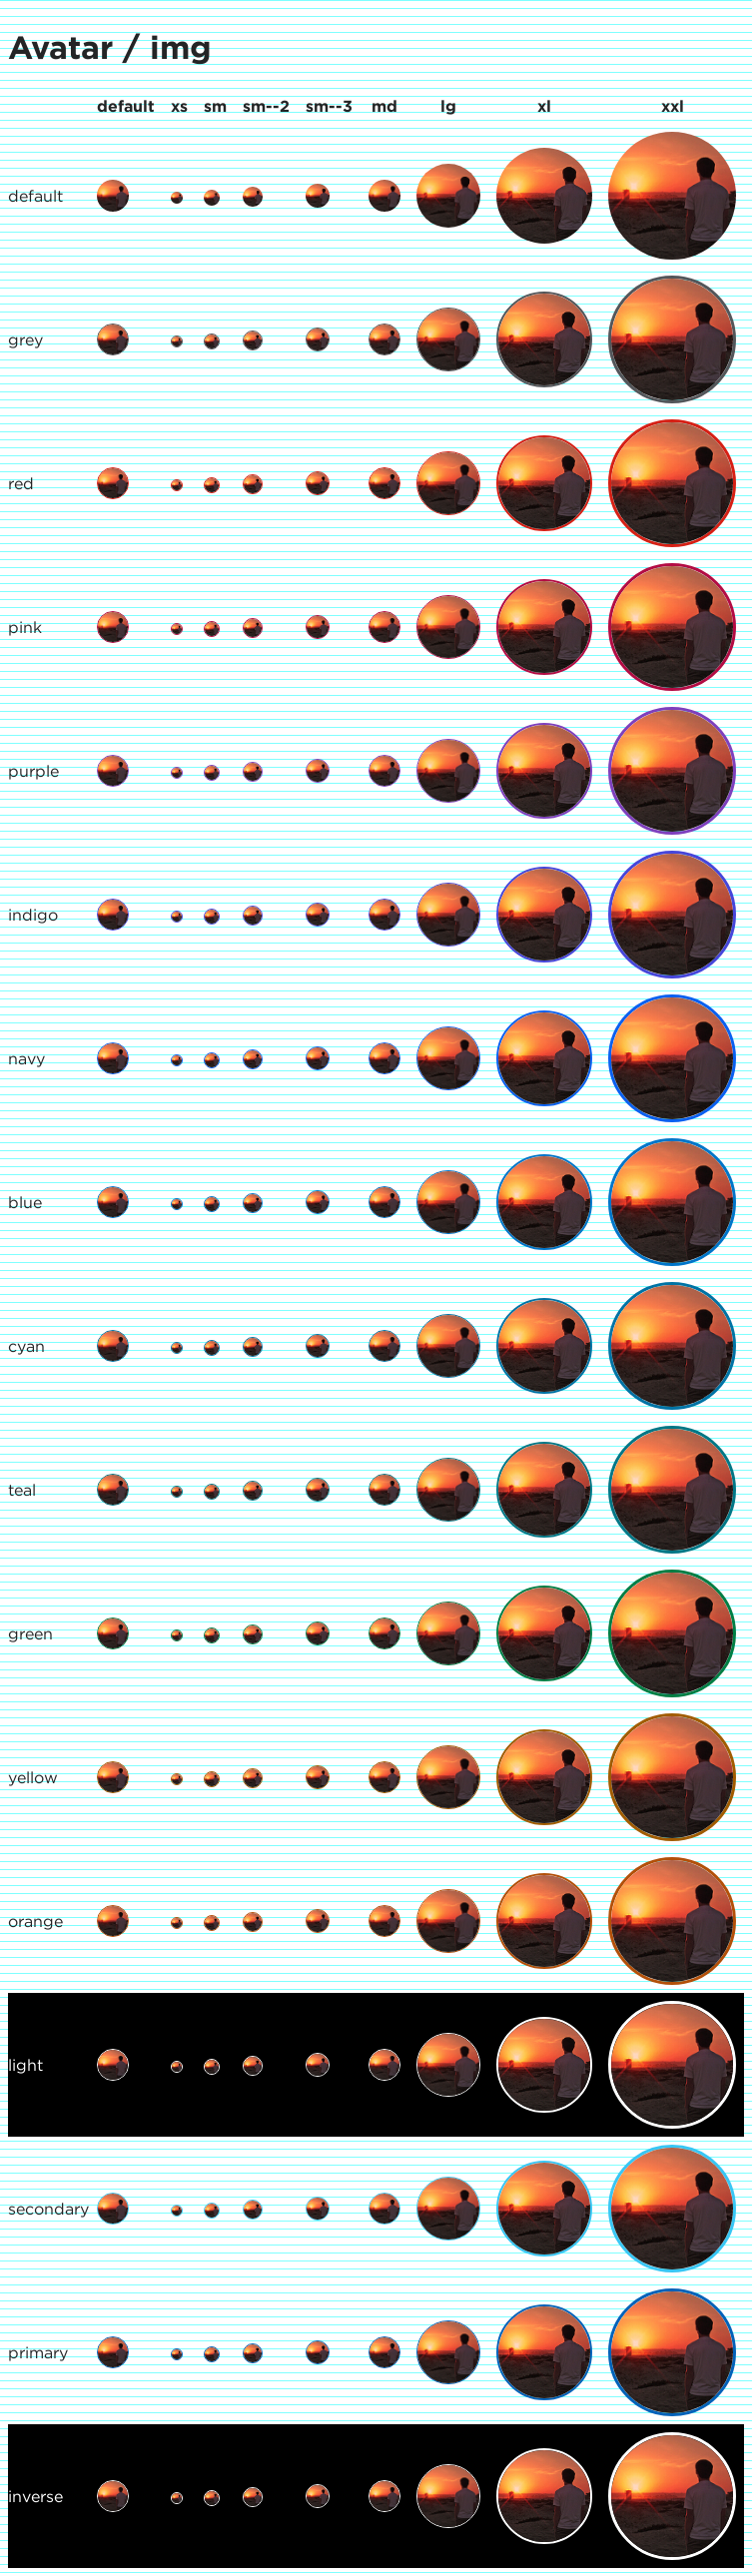 Avatar / img
default xs sm sm--2 sm--3 md lg xl xxl
default
grey
red
pink
purple
indigo
navy
blue
cyan
teal
green
yellow
orange
light
secondary
primary
inverse